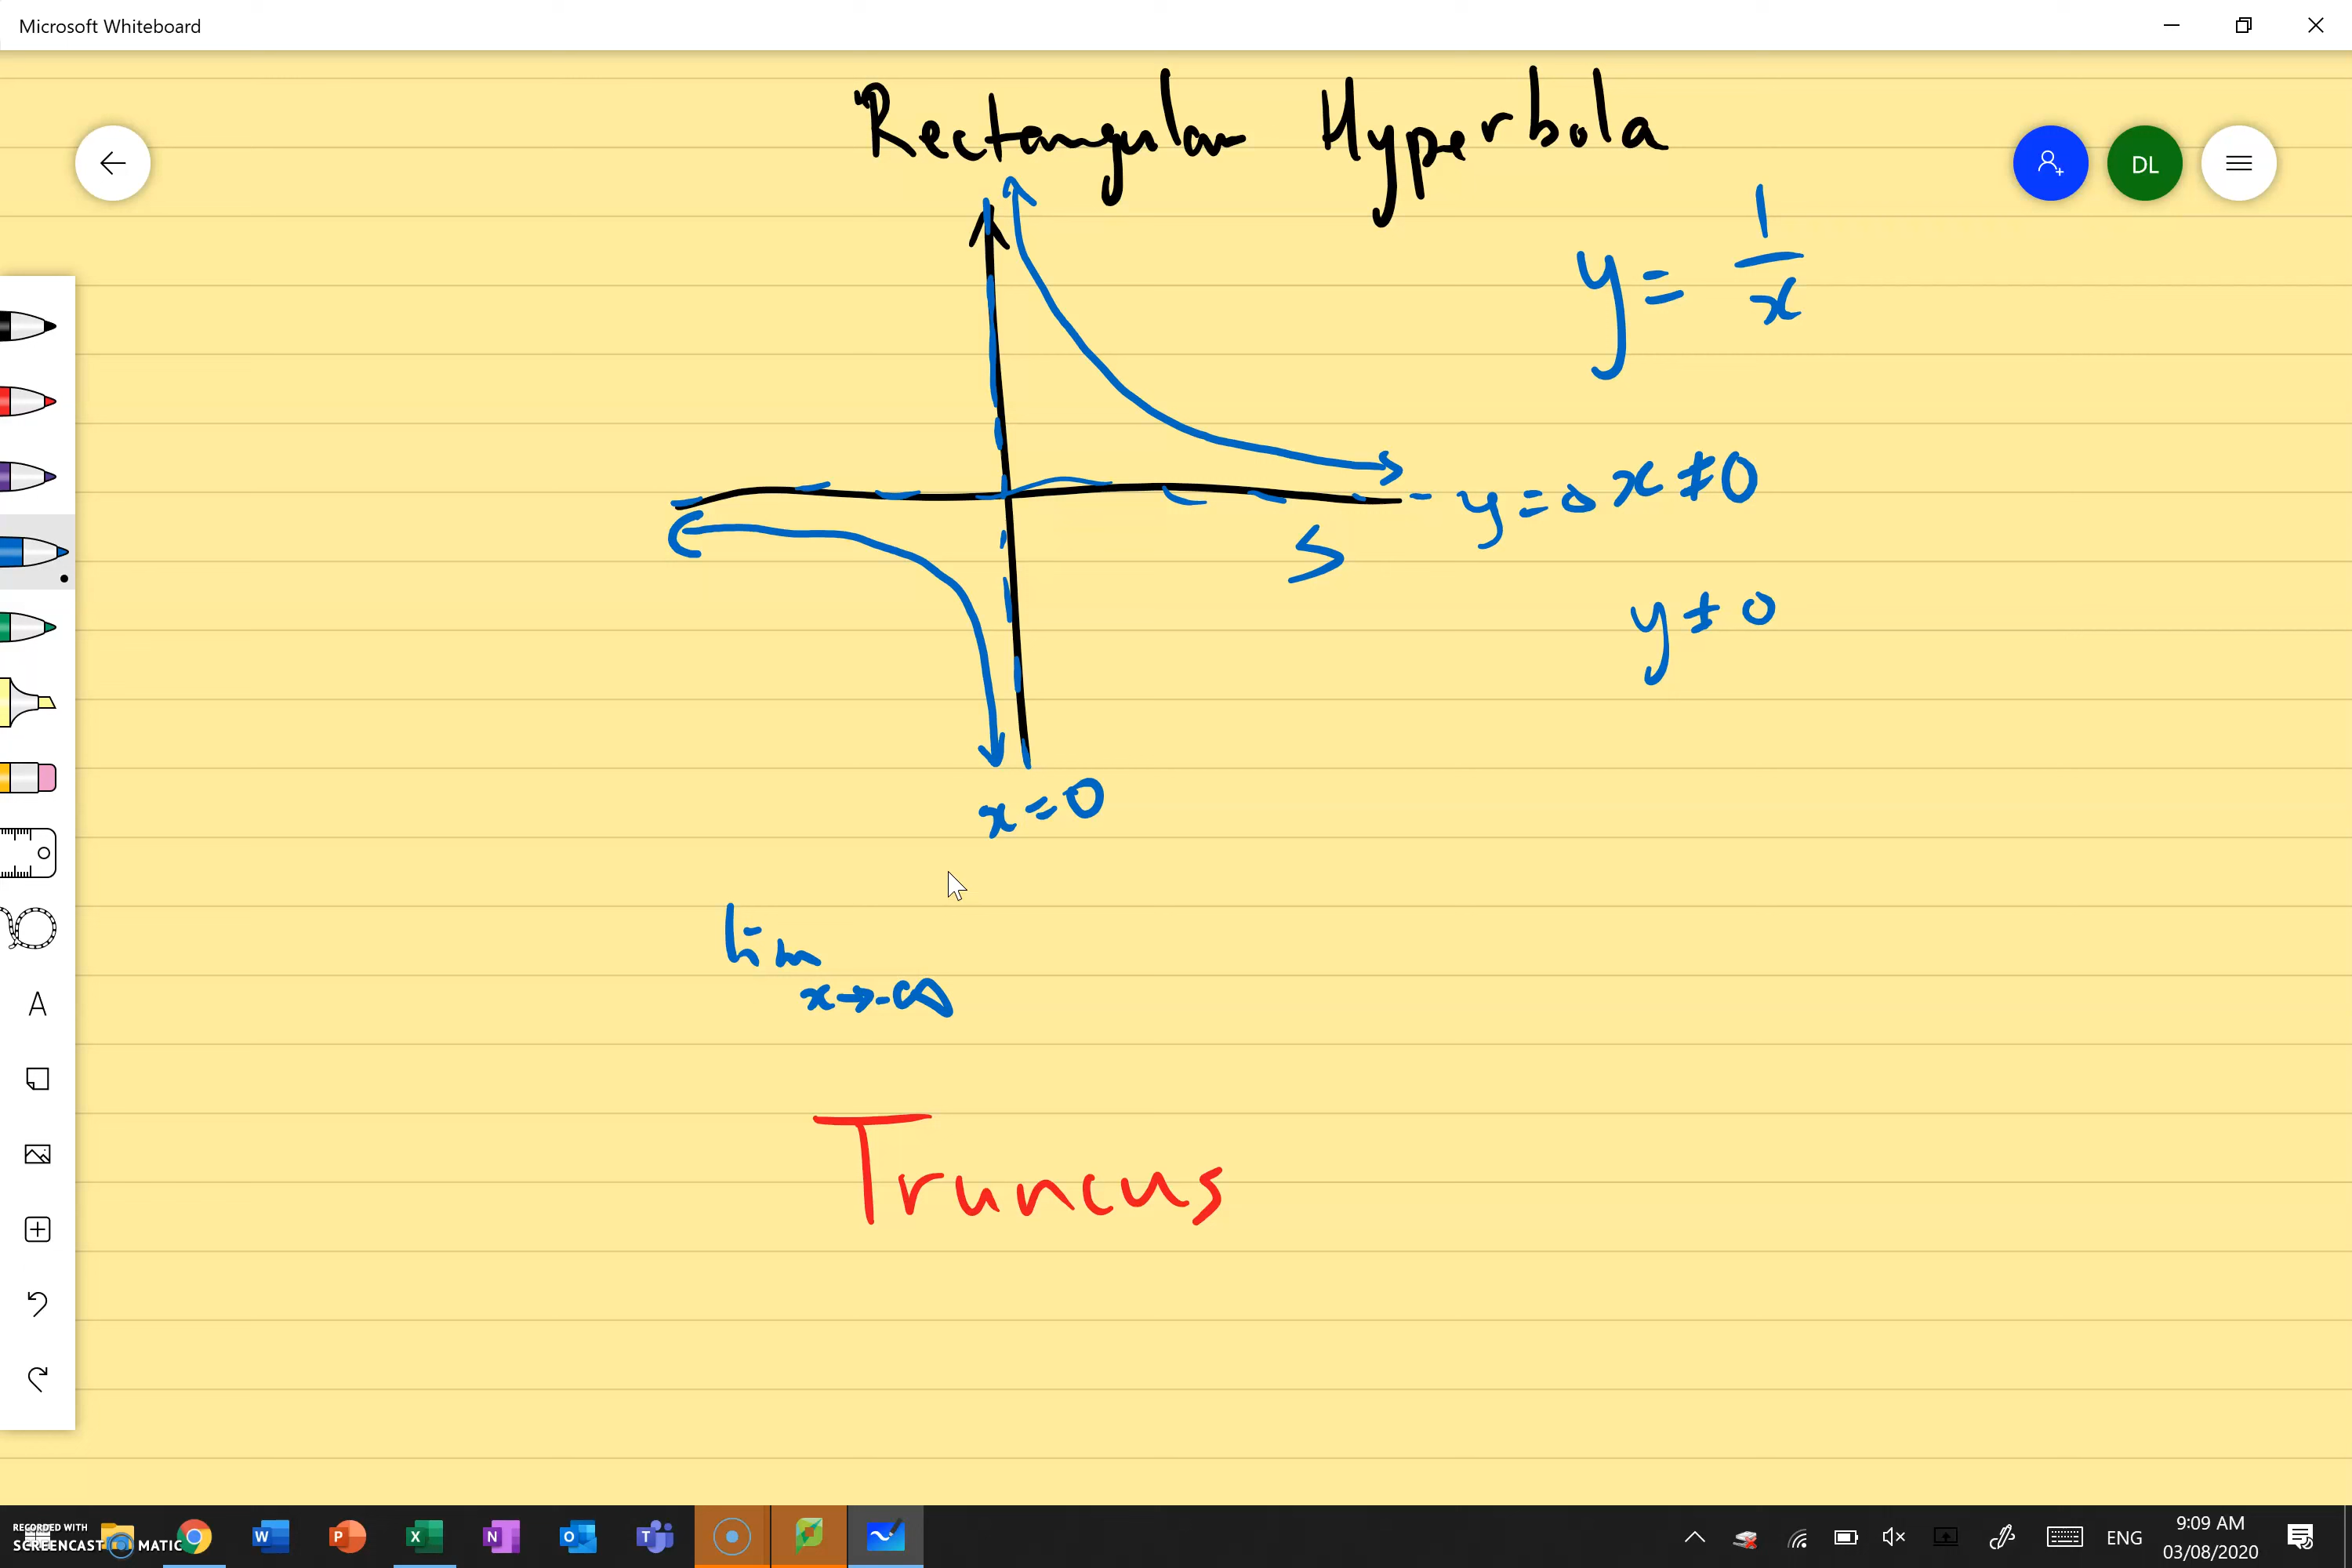 Microsoft Whiteboard
Rectangular Hyperbola
DL
y = 1/x
y = 0
x ≠ 0
y ≠ 0
x = 0
lim
x → -∞
A
Truncus
RECORDED WITH
SCREENCAST MATIC
W
P
X
N
O
T
ENG
9:09 AM
03/08/2020